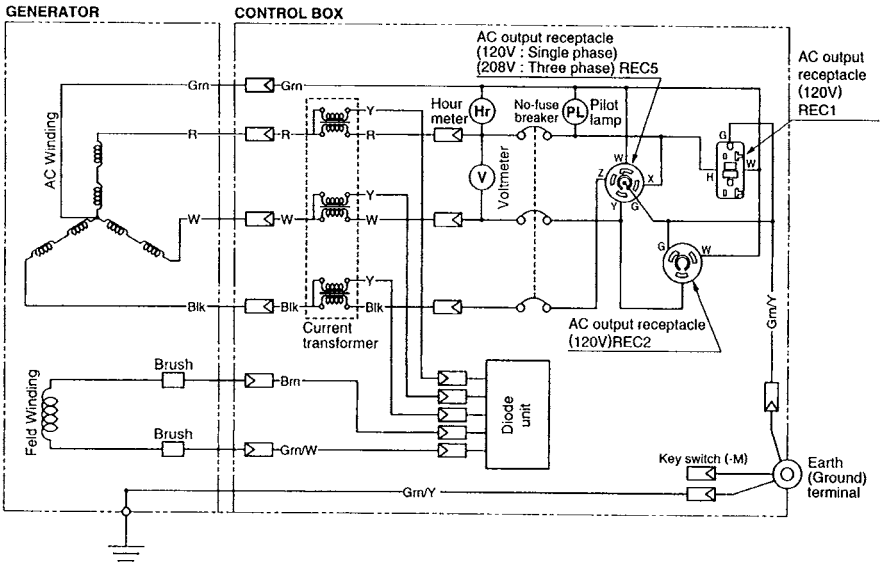 GENERATOR
CONTROL BOX
AC output receptacle
(120V : Single phase)
(208V : Three phase) REC5
AC output
receptacle
(120V)
REC1
Grn
Grn
Y
Hour
meter
Hr
No-fuse
breaker
PL
Pilot
lamp
G
AC Winding
R
R
R
W
H
W
V
Voltmeter
Z
X
Y
G
Y
W
W
W
G
W
Y
Blk
Blk
Blk
Grn/Y
Current
transformer
AC output receptacle
(120V)REC2
Brush
Brn
Feld Winding
Diode
unit
Brush
Grn/W
Key switch (-M)
Earth
(Ground)
terminal
Grn/Y